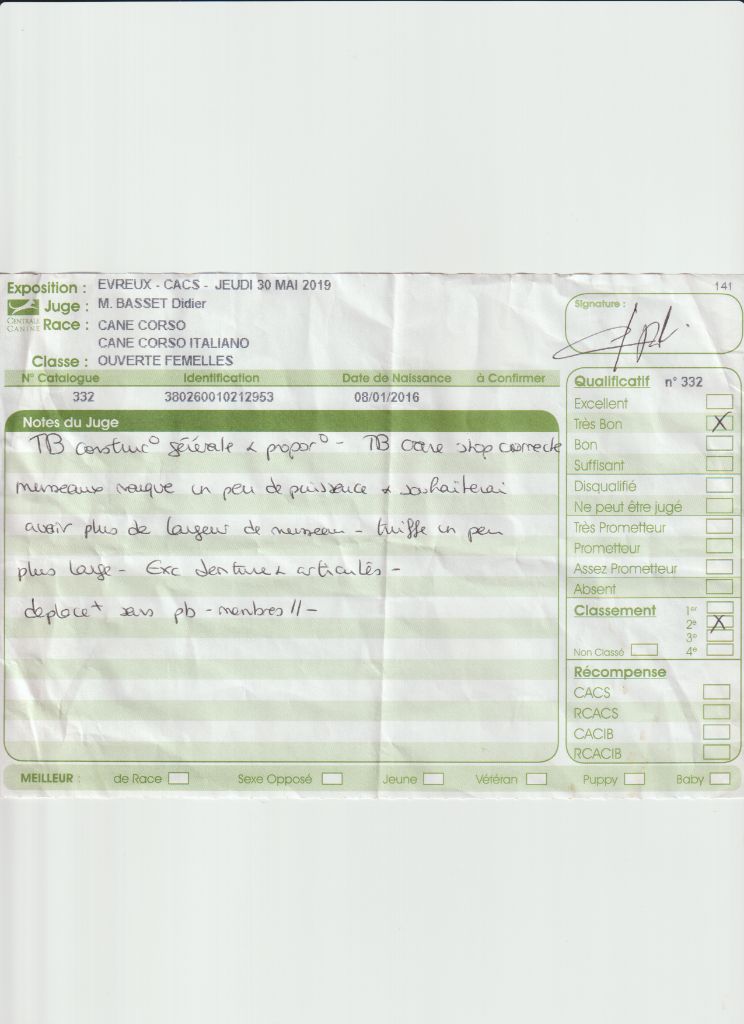 141
Exposition : EVREUX - CACS - JEUDI 30 MAI 2019
Juge : M. BASSET Didier
CENTRALE CANINE
Race : CANE CORSO
CANE CORSO ITALIANO
Classe : OUVERTE FEMELLES
N° Catalogue Identification Date de Naissance à Confirmer
332 380260010212953 08/01/2016
Notes du Juge
TB construc° générale & propor° - TB crane stop correcte
museaux manque un peu de puissance & souhaiterai
avoir plus de largeur de museau - truffe un peu
plus large - Exc denture & articulés -
deplace+ sans pb - membres // -
Signature :
Qualificatif n° 332
Excellent
Très Bon X
Bon
Suffisant
Disqualifié
Ne peut être jugé
Très Prometteur
Prometteur
Assez Prometteur
Absent
Classement 1er
2e X
3e
Non Classé 4e
Récompense
CACS
RCACS
CACIB
RCACIB
MEILLEUR : de Race Sexe Opposé Jeune Vétéran Puppy Baby